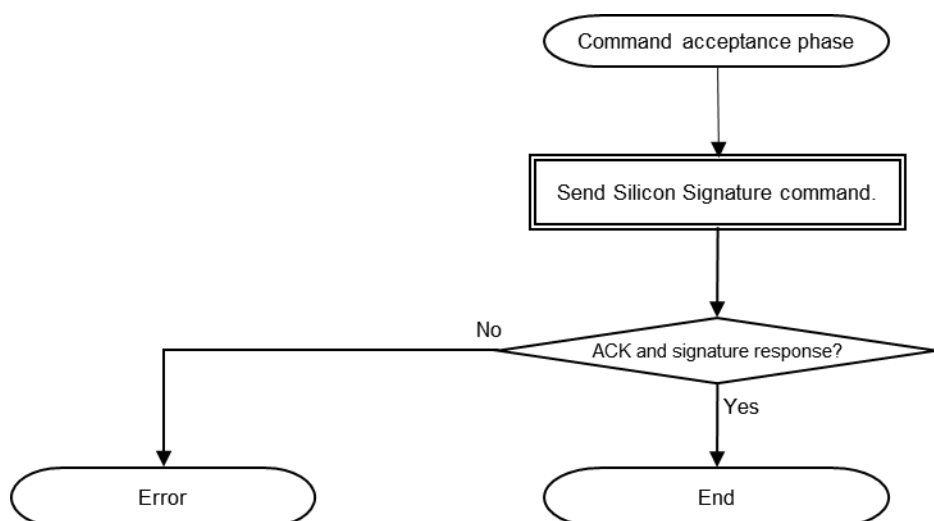 Command acceptance phase
Send Silicon Signature command.
No
ACK and signature response?
Yes
Error
End